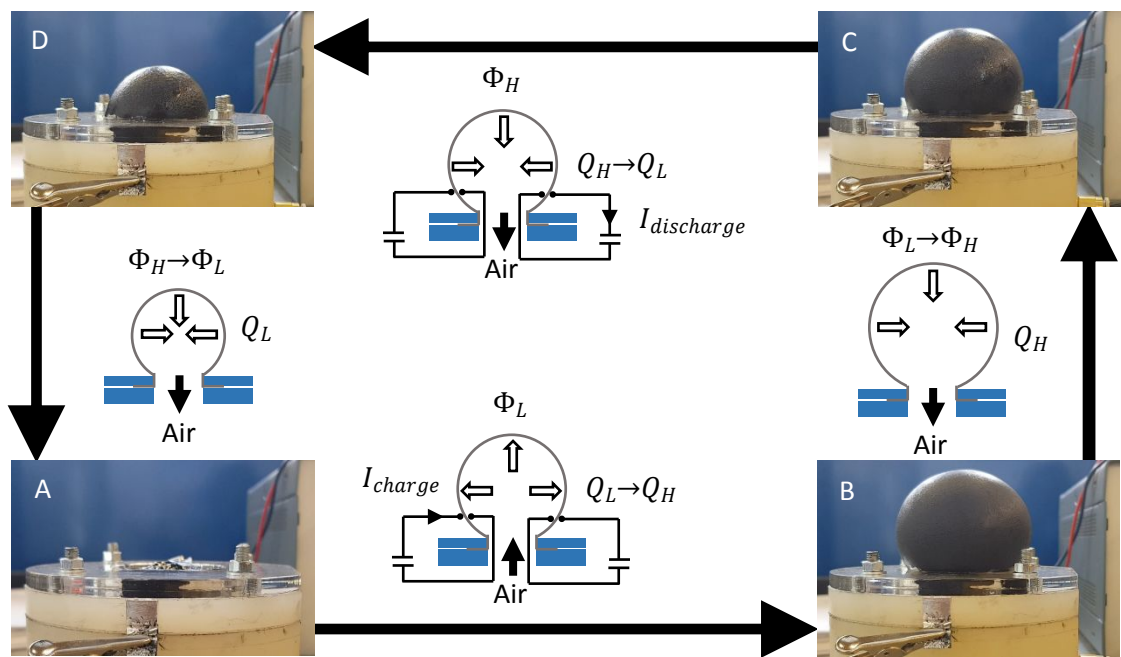 D
C
Φ_H
Q_H→Q_L
I_discharge
Air
Φ_H→Φ_L
Q_L
Air
Φ_L→Φ_H
Q_H
Air
Φ_L
I_charge
Q_L→Q_H
Air
A
B